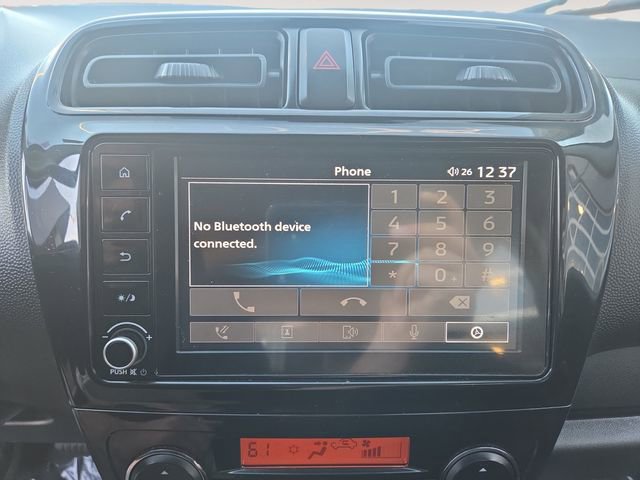 Phone
26 12 37
No Bluetooth device
connected.
1 2 3
4 5 6
7 8 9
* 0 + #
− +
PUSH
61